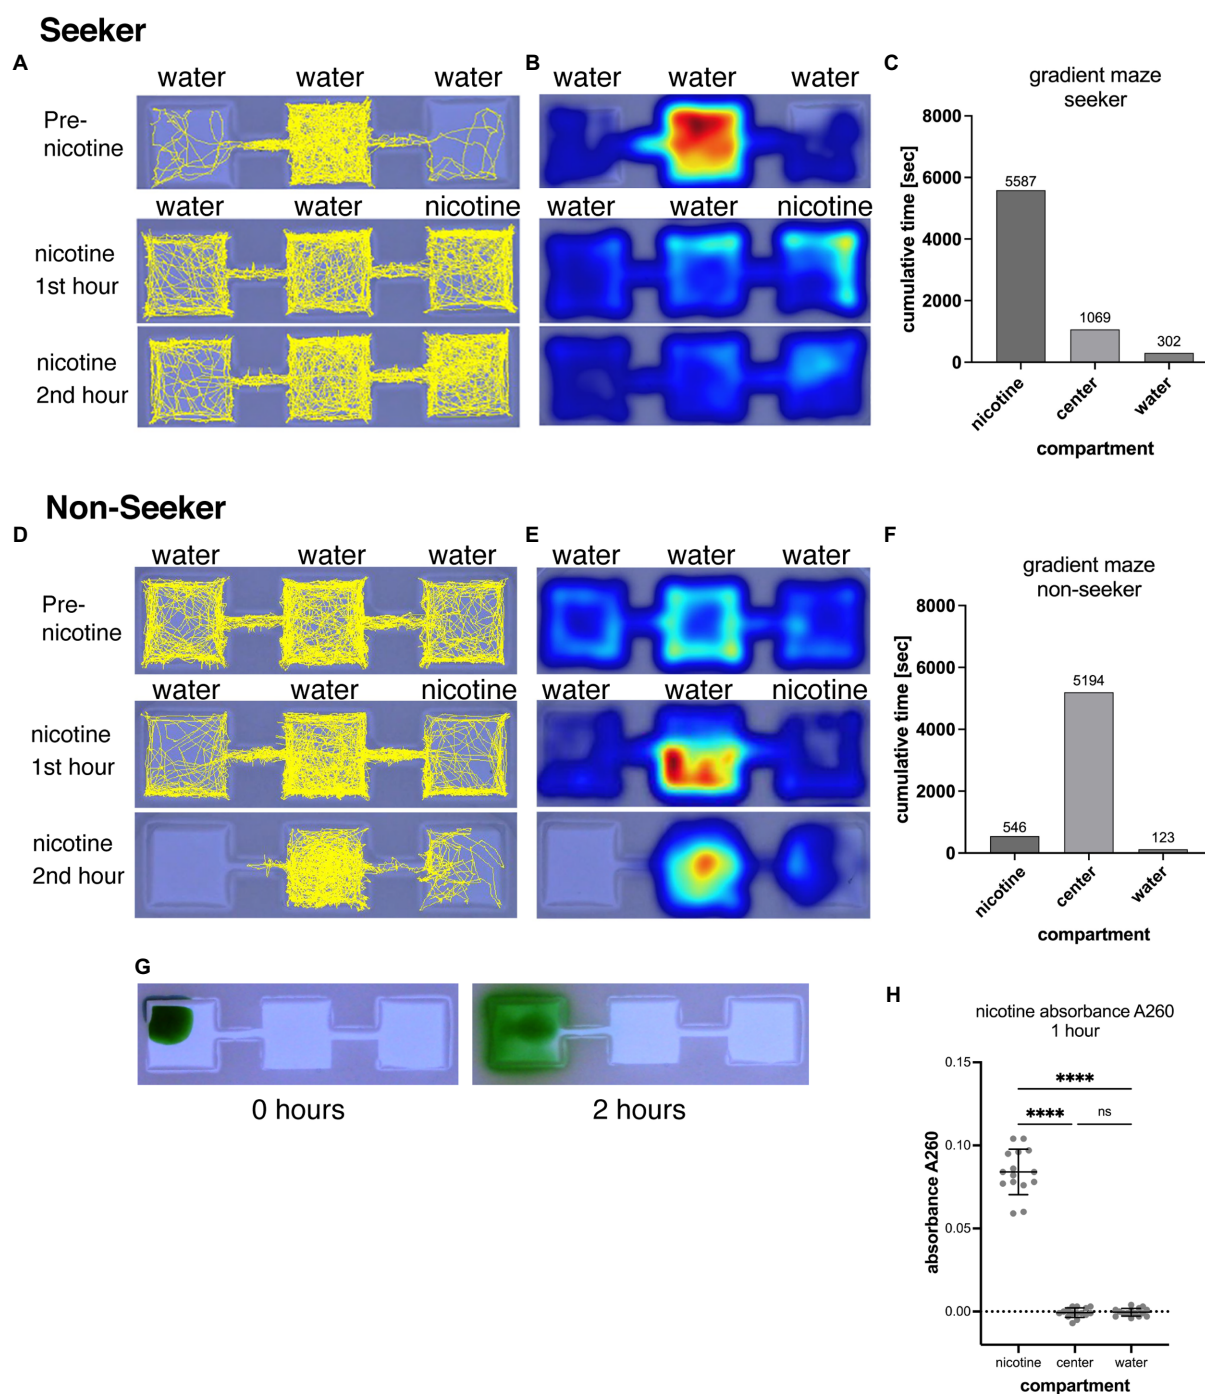 Seeker
A
water water water
Pre-
nicotine
water water nicotine
nicotine
1st hour
nicotine
2nd hour
B
water water water
water water nicotine
C
gradient maze
seeker
cumulative time [sec]
8000
6000
4000
2000
0
5587
1069
302
nicotine center water
compartment
Non-Seeker
D
water water water
Pre-
nicotine
water water nicotine
nicotine
1st hour
nicotine
2nd hour
E
water water water
water water nicotine
F
gradient maze
non-seeker
cumulative time [sec]
8000
6000
4000
2000
0
546
5194
123
nicotine center water
compartment
G
0 hours 2 hours
H
nicotine absorbance A260
1 hour
absorbance A260
0.15
0.10
0.05
0.00
****
**** ns
nicotine center water
compartment